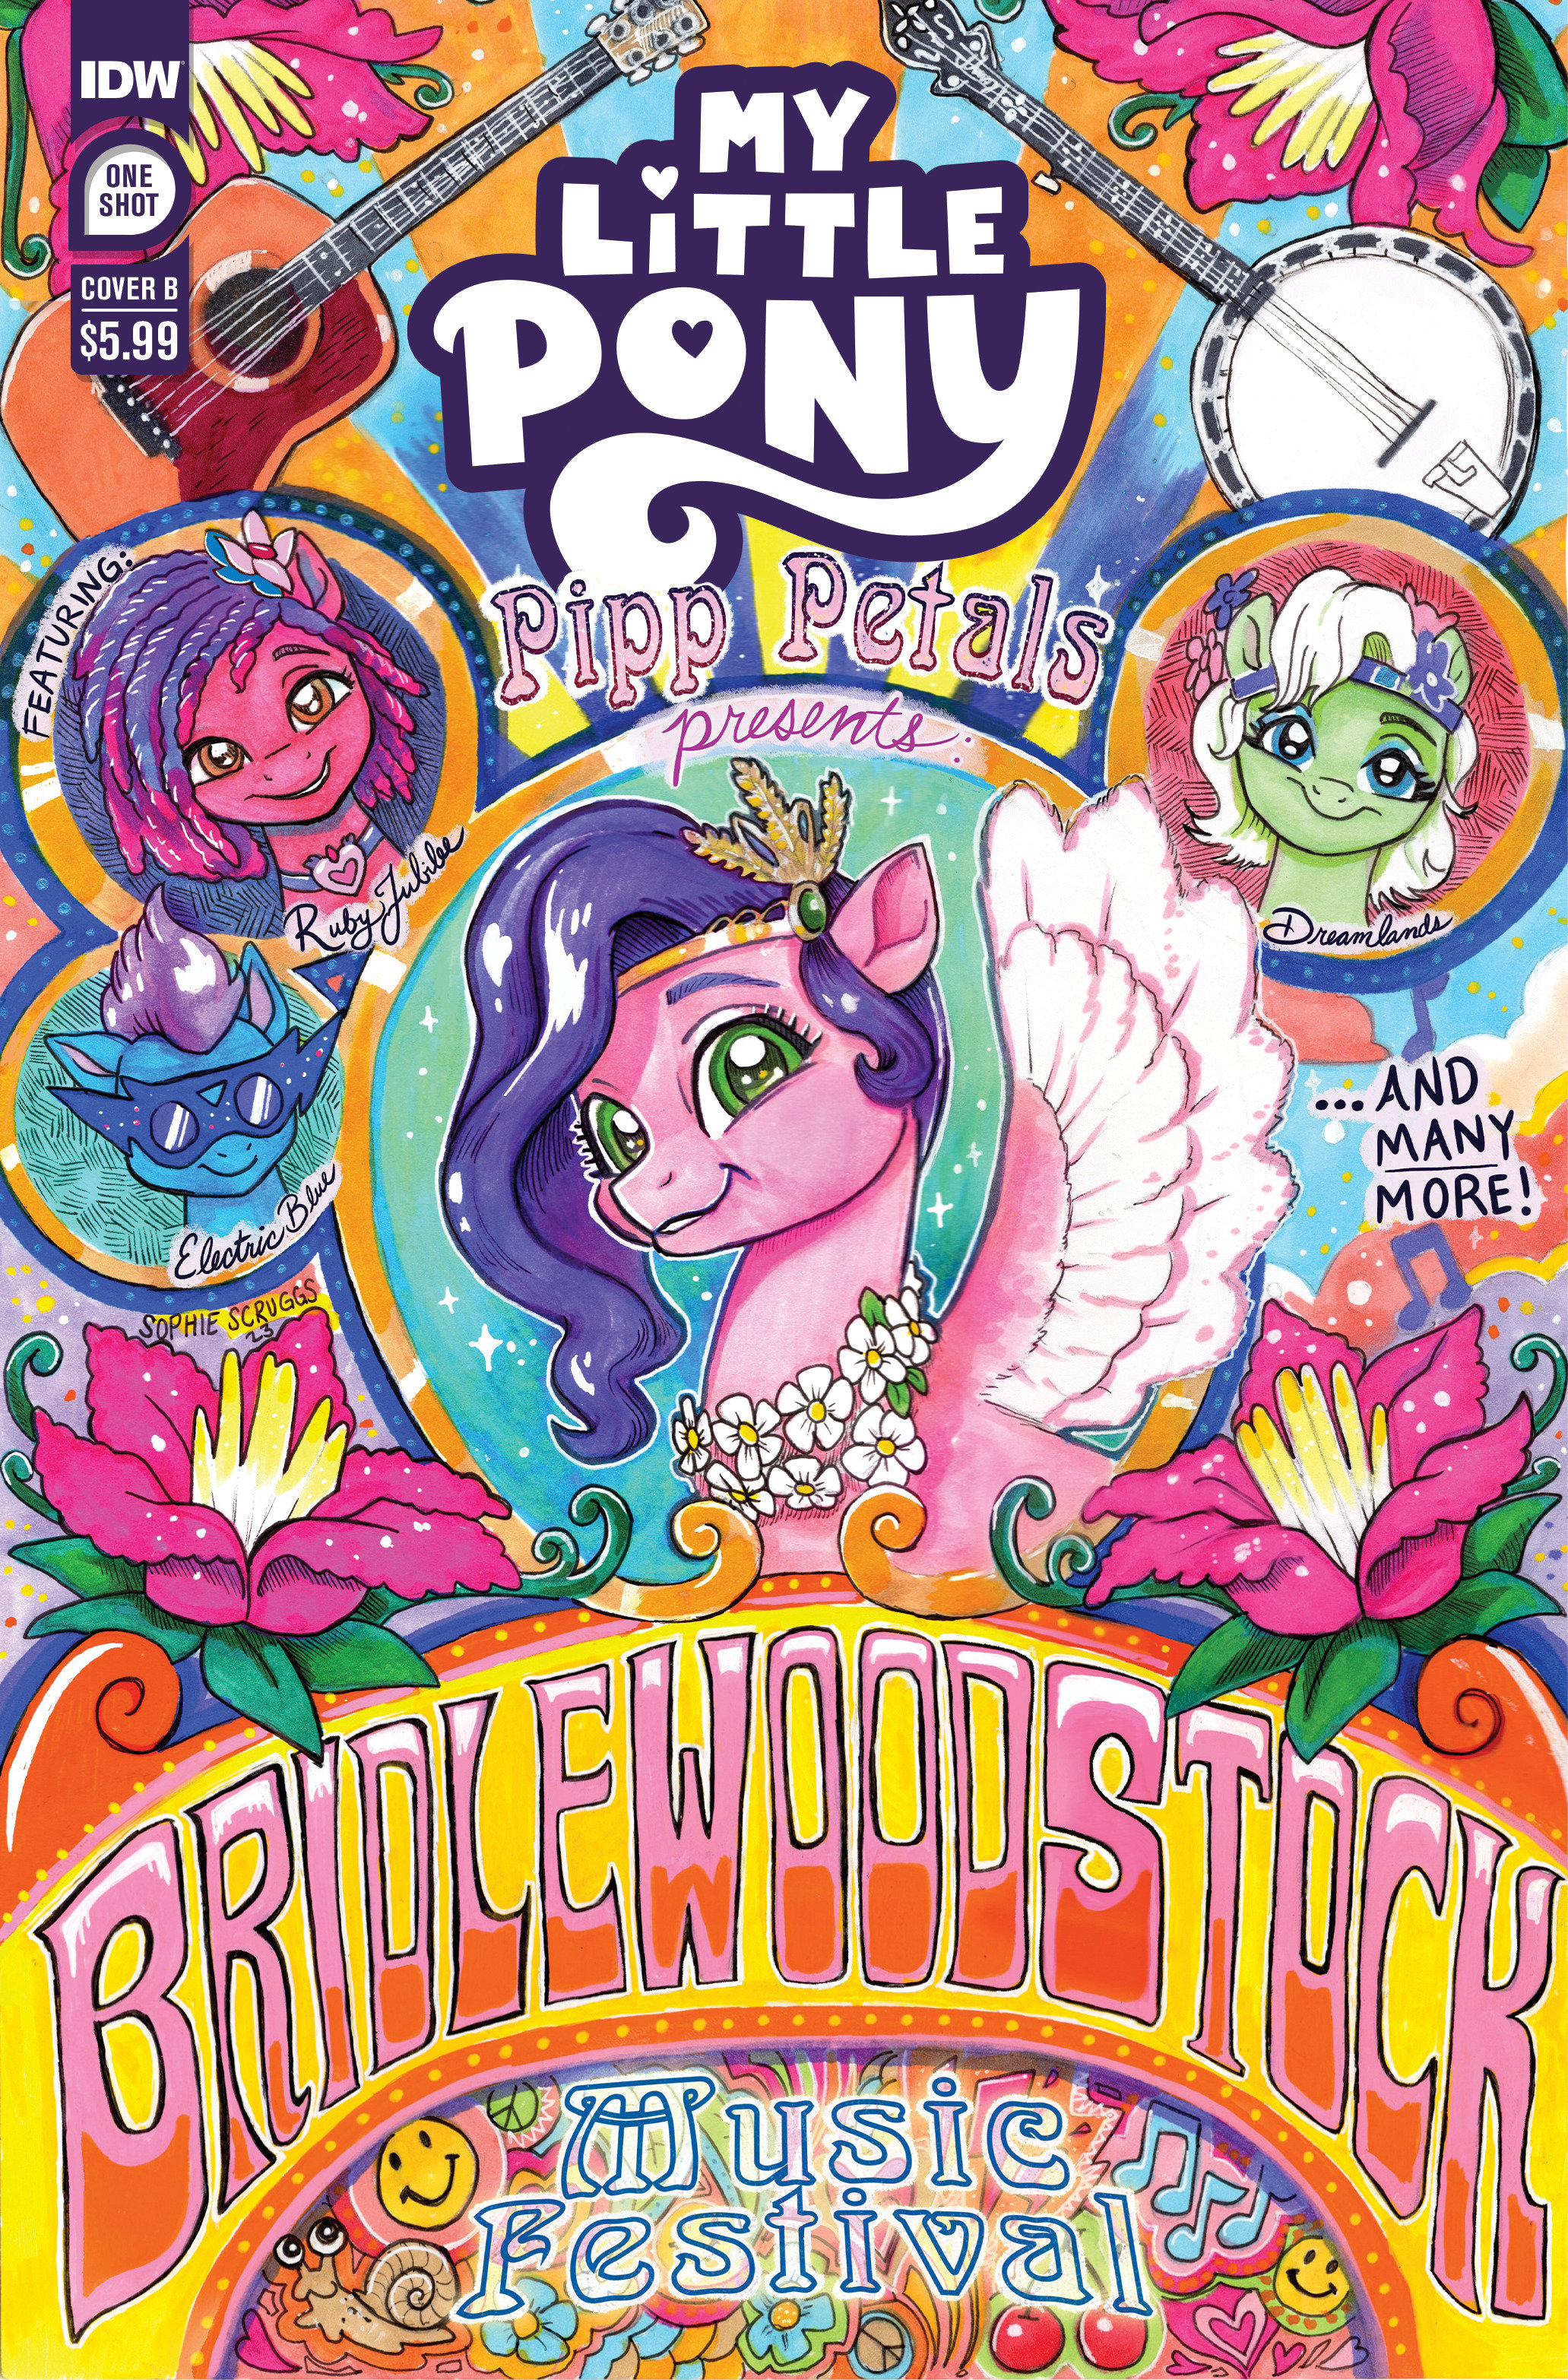 IDW
ONE
SHOT
COVER B
$5.99
MY
LiTTLE
PONY
Pipp Petals
presents:
FEATURING:
Ruby Jubilee
Dreamlands
Electric Blue
...AND
MANY
MORE!
SOPHIE SCRUGGS
23
BRIDLEWOODSTOCK
Music
Festival